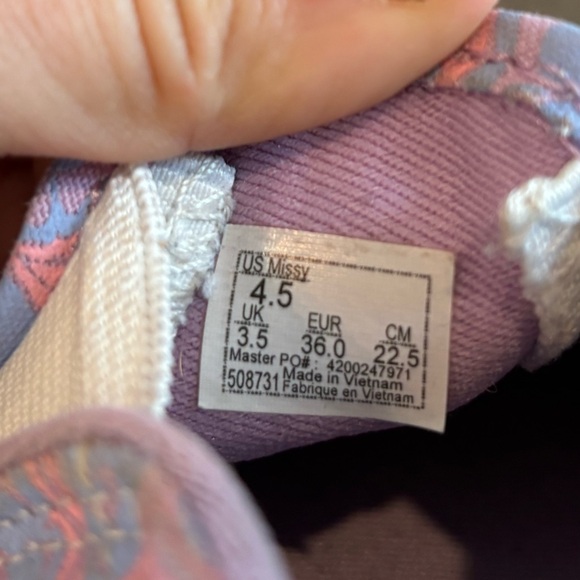 US Missy
4.5
UK EUR CM
3.5 36.0 22.5
Master PO# : 4200247971
508731 Made in Vietnam
Fabrique en Vietnam